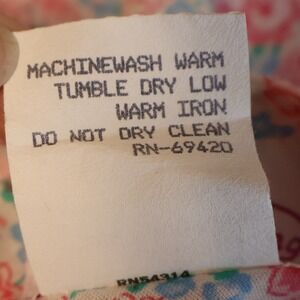 MACHINEWASH WARM
TUMBLE DRY LOW
WARM IRON
DO NOT DRY CLEAN
RN-69420
RN54314